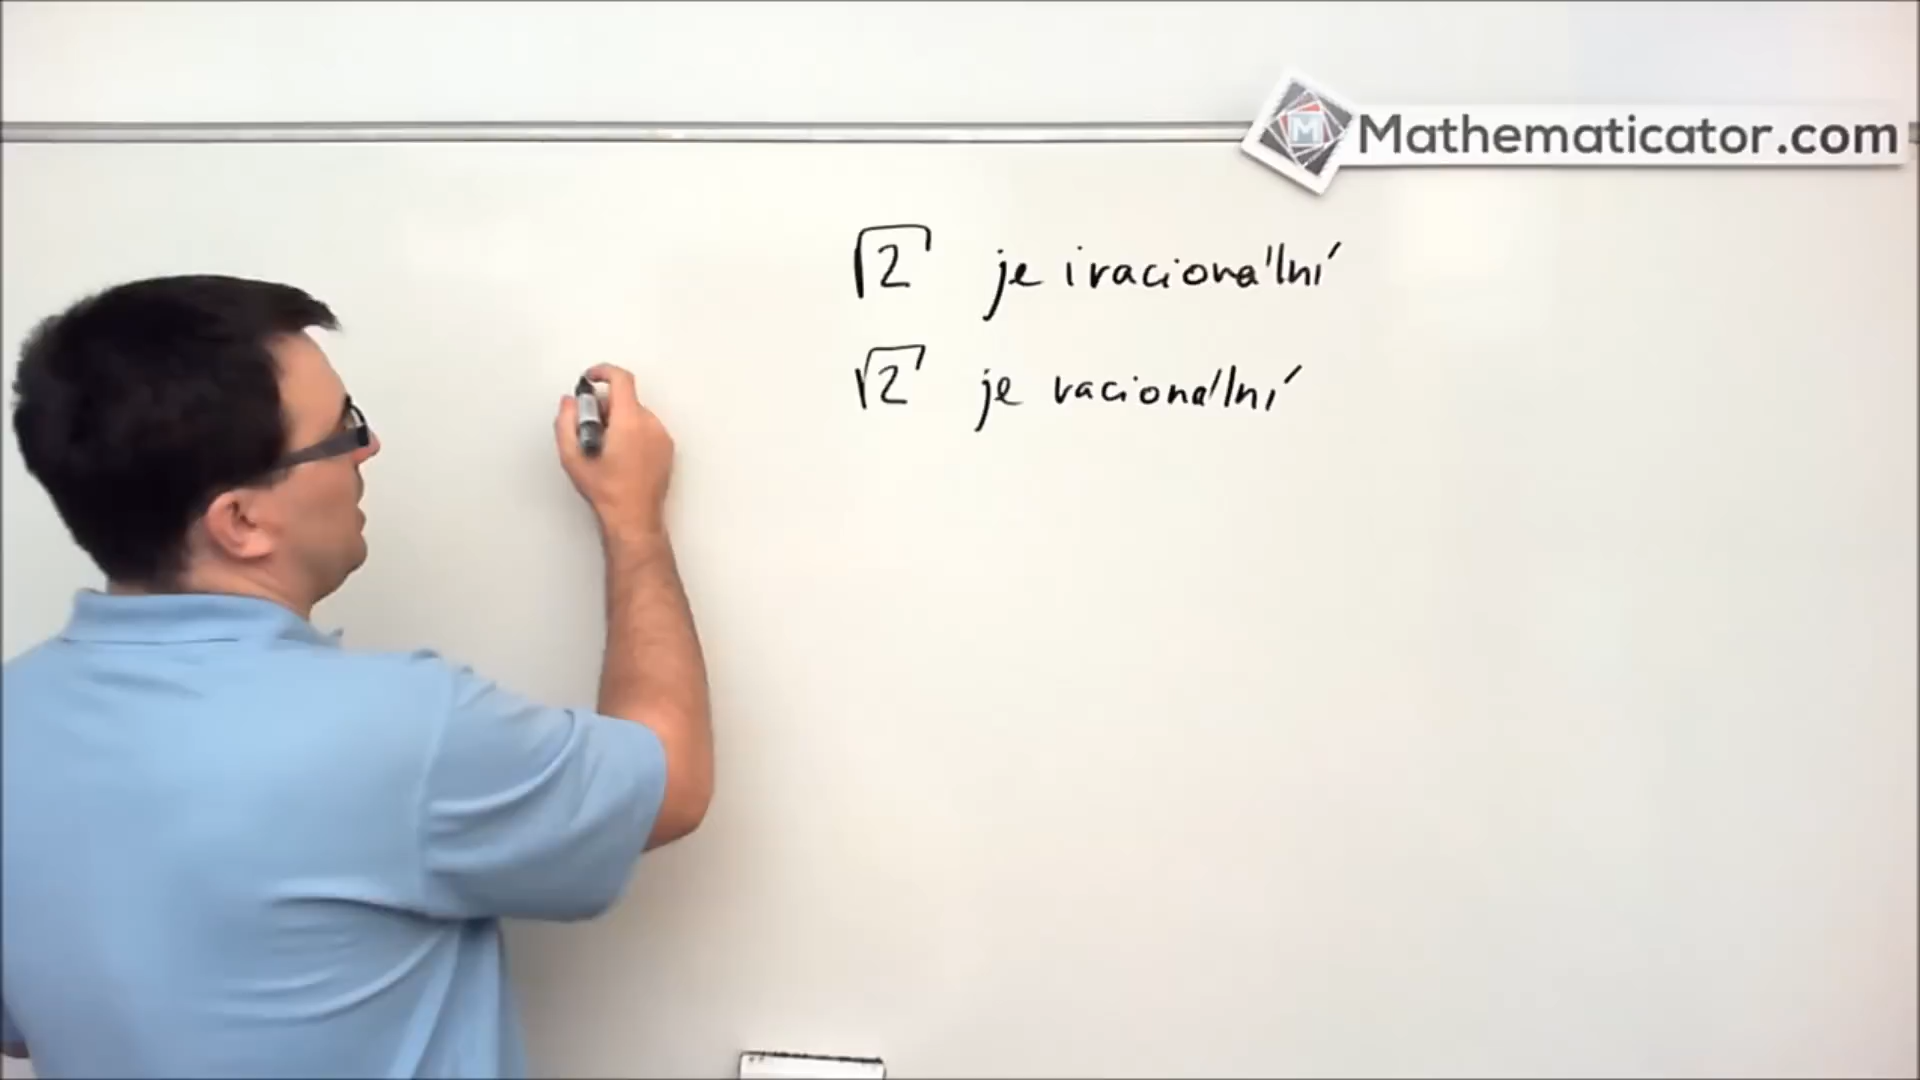 Mathematicator.com
√2 je iracionální
√2 je racionální